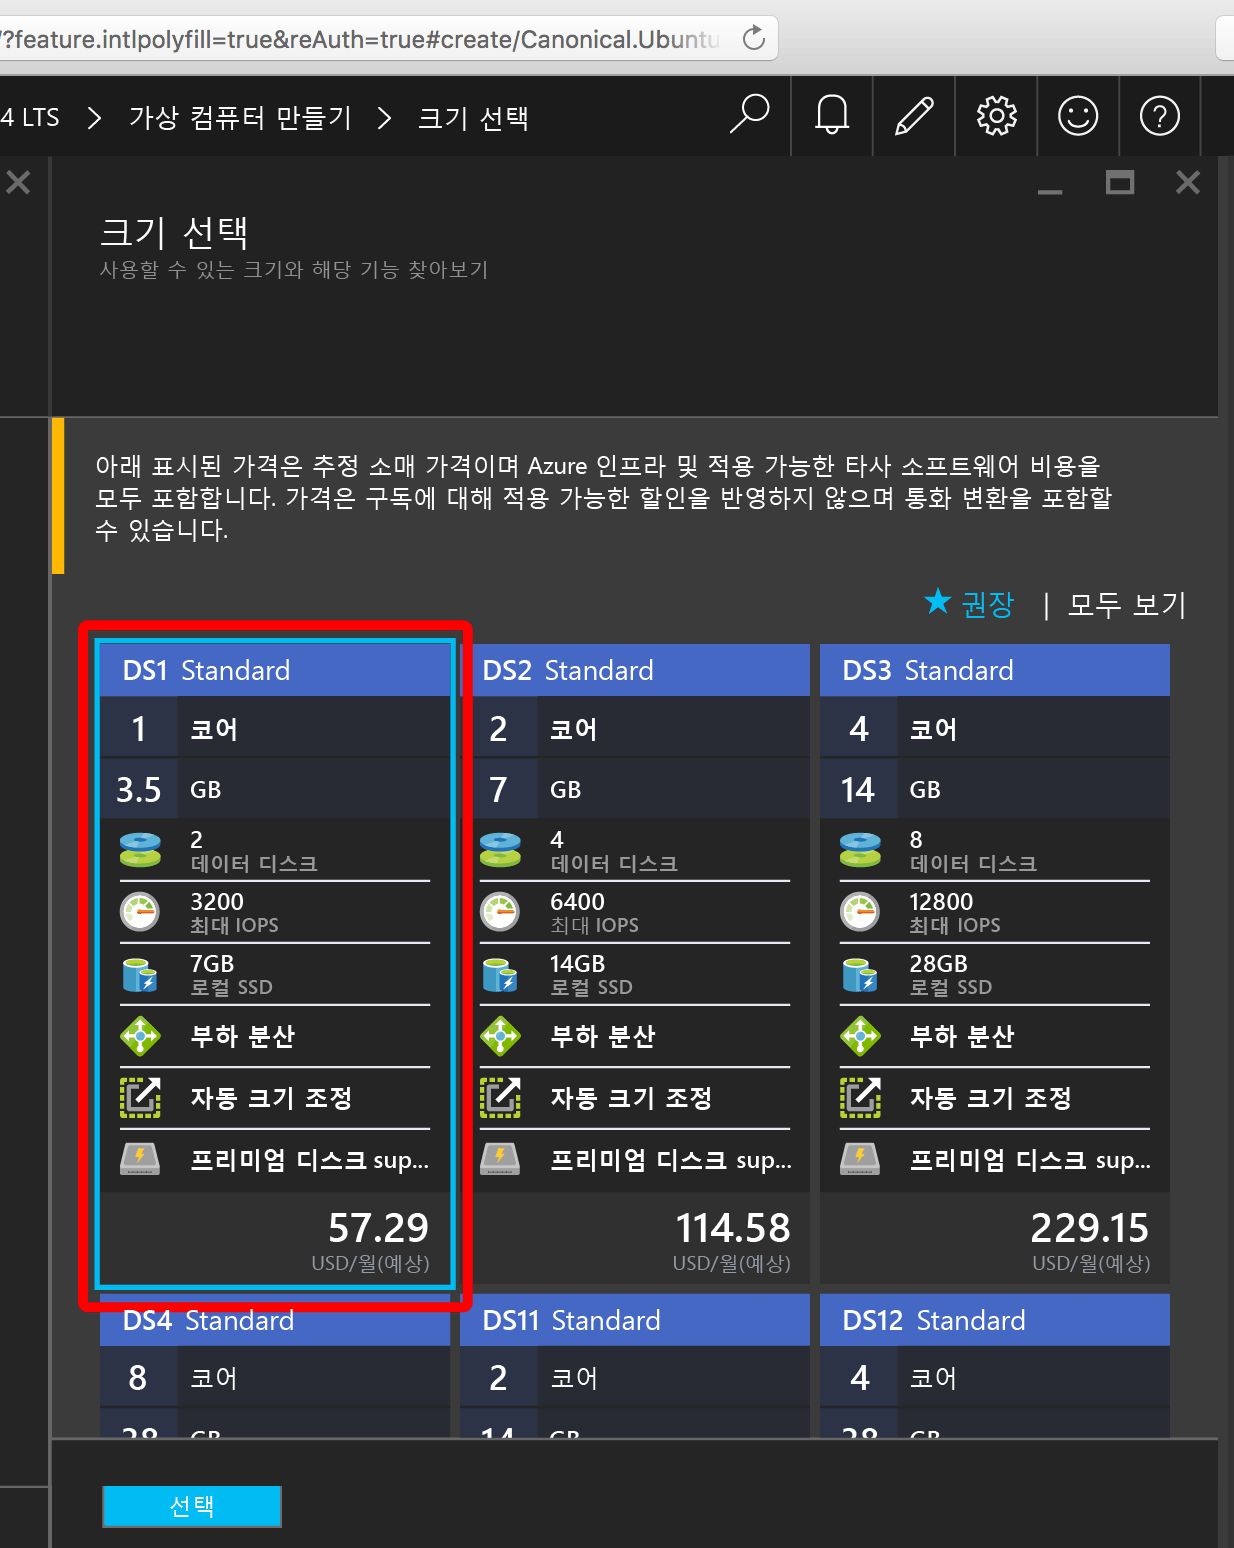 /?feature.intlpolyfill=true&reAuth=true#create/Canonical.Ubuntu
4 LTS > 가상 컴퓨터 만들기 > 크기 선택
크기 선택
사용할 수 있는 크기와 해당 기능 찾아보기
아래 표시된 가격은 추정 소매 가격이며 Azure 인프라 및 적용 가능한 타사 소프트웨어 비용을
모두 포함합니다. 가격은 구독에 대해 적용 가능한 할인을 반영하지 않으며 통화 변환을 포함할
수 있습니다.
★ 권장 | 모두 보기
DS1 Standard
1 코어
3.5 GB
2
데이터 디스크
3200
최대 IOPS
7GB
로컬 SSD
부하 분산
자동 크기 조정
프리미엄 디스크 sup...
57.29
USD/월(예상)
DS2 Standard
2 코어
7 GB
4
데이터 디스크
6400
최대 IOPS
14GB
로컬 SSD
부하 분산
자동 크기 조정
프리미엄 디스크 sup...
114.58
USD/월(예상)
DS3 Standard
4 코어
14 GB
8
데이터 디스크
12800
최대 IOPS
28GB
로컬 SSD
부하 분산
자동 크기 조정
프리미엄 디스크 sup...
229.15
USD/월(예상)
DS4 Standard
8 코어
28 GB
DS11 Standard
2 코어
14 GB
DS12 Standard
4 코어
28 GB
선택